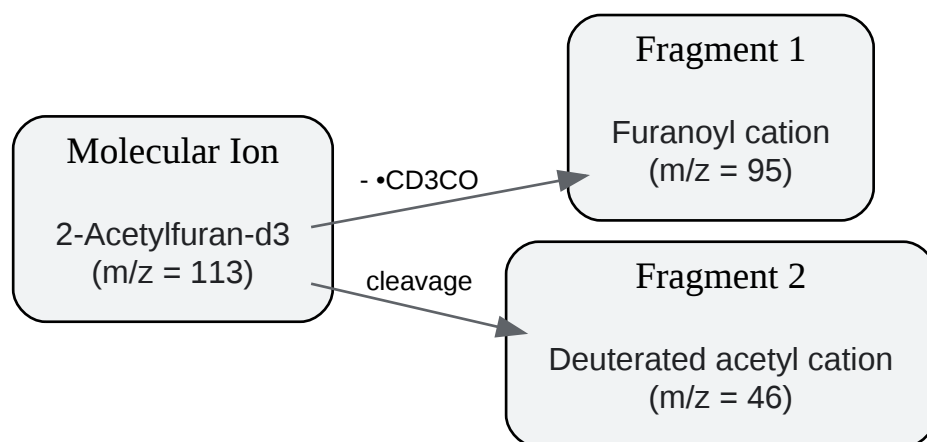 Molecular Ion
2-Acetylfuran-d3
(m/z = 113)
- •CD3CO
cleavage
Fragment 1
Furanoyl cation
(m/z = 95)
Fragment 2
Deuterated acetyl cation
(m/z = 46)